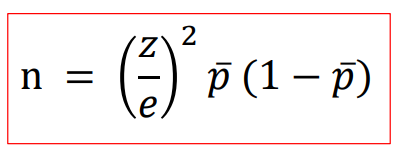 n = (z/e)² p̄ (1 − p̄)